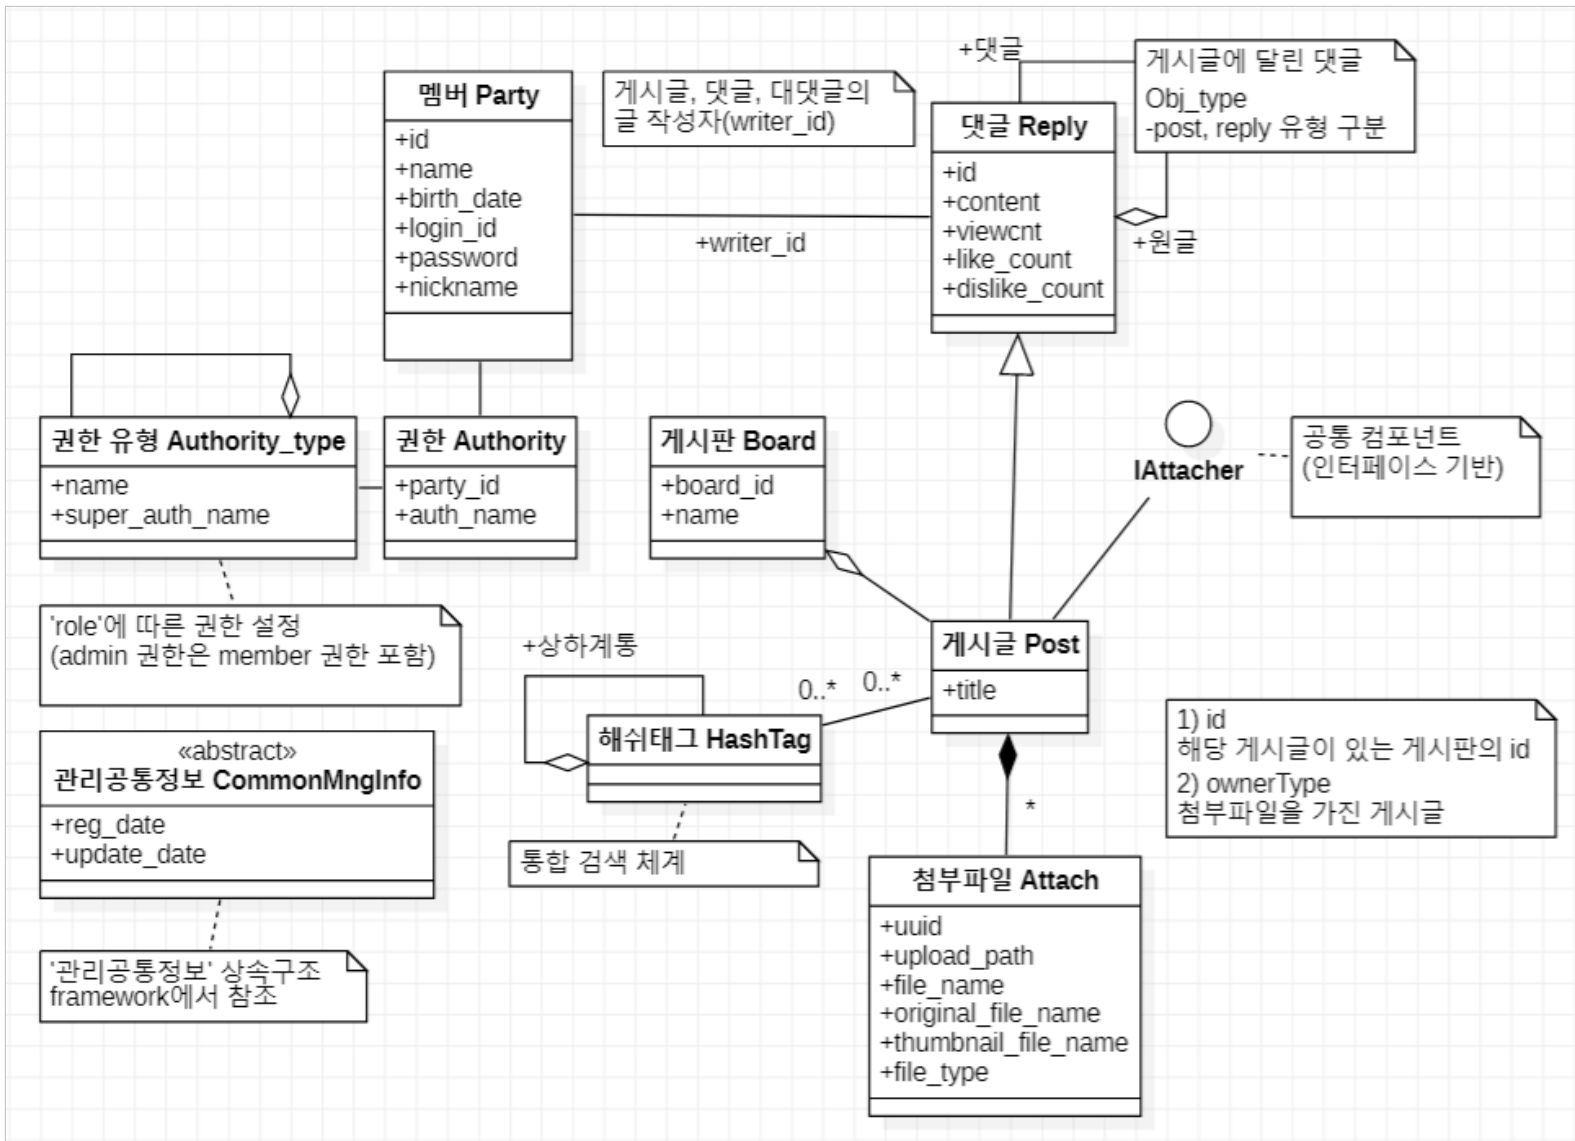 멤버 Party
+id
+name
+birth_date
+login_id
+password
+nickname
게시글, 댓글, 대댓글의
글 작성자(writer_id)
+writer_id
+댓글
댓글 Reply
+id
+content
+viewcnt
+like_count
+dislike_count
게시글에 달린 댓글
Obj_type
-post, reply 유형 구분
+원글
권한 유형 Authority_type
+name
+super_auth_name
권한 Authority
+party_id
+auth_name
게시판 Board
+board_id
+name
IAttacher
공통 컴포넌트
(인터페이스 기반)
'role'에 따른 권한 설정
(admin 권한은 member 권한 포함)
+상하계통
해쉬태그 HashTag
0..*
0..*
게시글 Post
+title
통합 검색 체계
1) id
해당 게시글이 있는 게시판의 id
2) ownerType
첨부파일을 가진 게시글
«abstract»
관리공통정보 CommonMngInfo
+reg_date
+update_date
'관리공통정보' 상속구조
framework에서 참조
*
첨부파일 Attach
+uuid
+upload_path
+file_name
+original_file_name
+thumbnail_file_name
+file_type